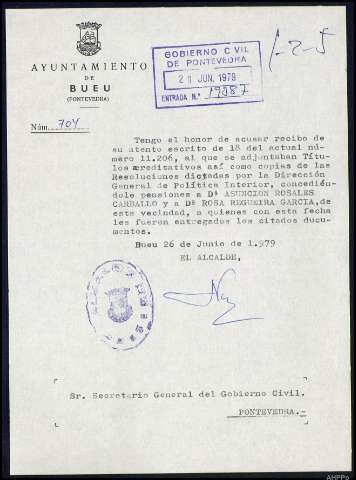 AYUNTAMIENTO
DE
BUEU
(PONTEVEDRA)
Núm. 704
GOBIERNO CIVIL
DE PONTEVEDRA
JUN. 1979
ENTRADA N.º 17987
1-2-5
Tengo el honor de acusar recibo de
su atento escrito de 18 del actual nú
mero 11.206, al que se adjuntaban Títu
los acreditativos así como copias de las
Resoluciones dictadas por la Dirección
General de Política Interior, concedién
dole pensiones a Dª ASUNCION ROSALES
CARBALLO y a Dª ROSA REGUEIRA GARCIA, de
esta vecindad, a quienes con esta fecha
les fueron entregados los citados docu-
mentos.
Bueu 26 de Junio de 1.979
EL ALCALDE,
Sr. Secretario General del Gobierno Civil.
PONTEVEDRA.-
AHPPo